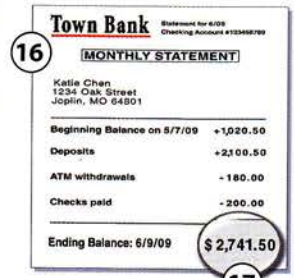 Town Bank
Statement for 6/09
Checking Account #123456789
16
MONTHLY STATEMENT
Katie Chen
1234 Oak Street
Joplin, MO 64801
Beginning Balance on 5/7/09 +1,020.50
Deposits +2,100.50
ATM withdrawals - 180.00
Checks paid - 200.00
Ending Balance: 6/9/09 $ 2,741.50
17